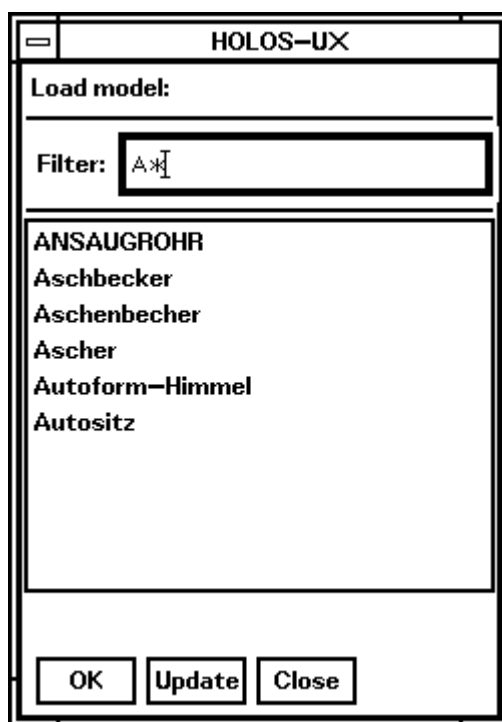 HOLOS-UX
Load model:
Filter: A*
ANSAUGROHR
Aschbecker
Aschenbecher
Ascher
Autoform-Himmel
Autositz
OK Update Close